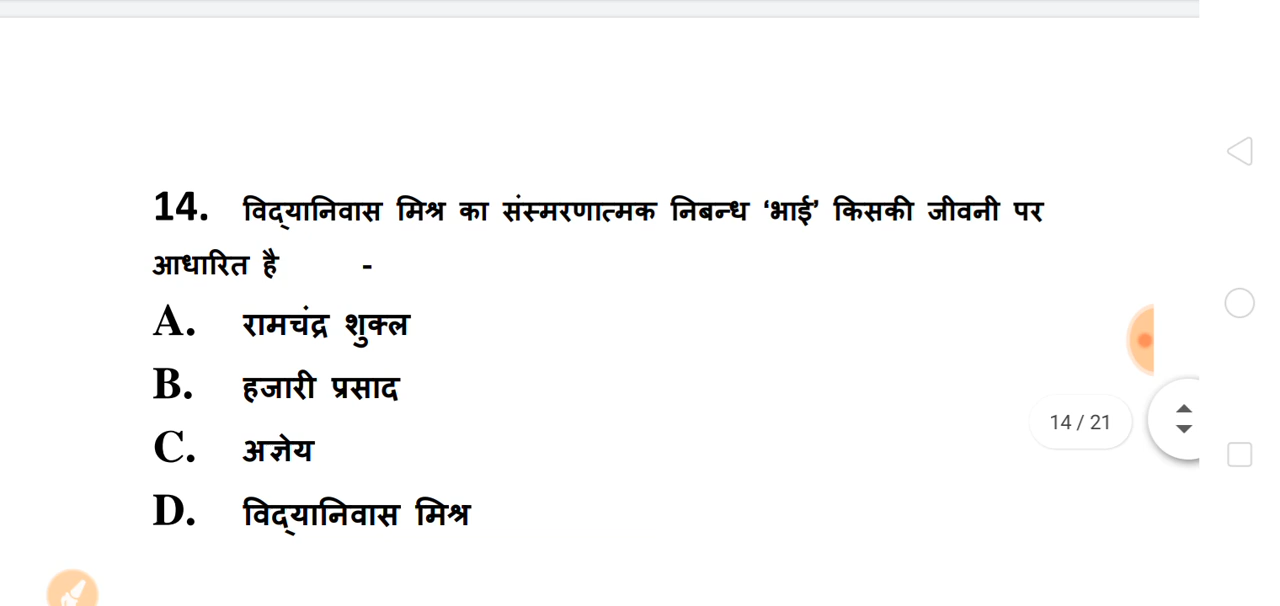 14. विद्यानिवास मिश्र का संस्मरणात्मक निबन्ध ‘भाई’ किसकी जीवनी पर
आधारित है -
A. रामचंद्र शुक्ल
B. हजारी प्रसाद
C. अज्ञेय
14 / 21
D. विद्यानिवास मिश्र